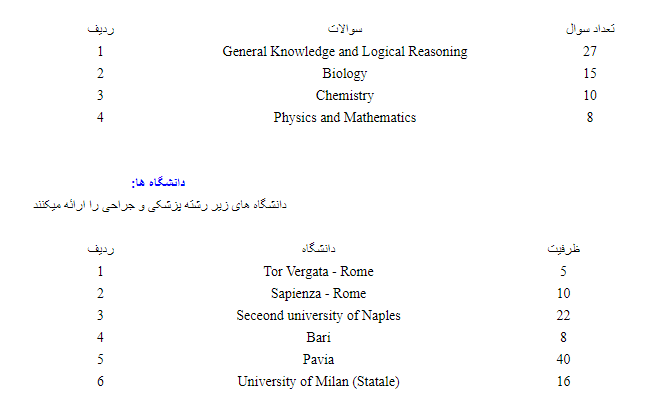 ردیف سوالات تعداد سوال
1 General Knowledge and Logical Reasoning 27
2 Biology 15
3 Chemistry 10
4 Physics and Mathematics 8
دانشگاه ها:
دانشگاه های زیر رشته پزشکی و جراحی را ارائه میکنند
ردیف دانشگاه ظرفیت
1 Tor Vergata - Rome 5
2 Sapienza - Rome 10
3 Seceond university of Naples 22
4 Bari 8
5 Pavia 40
6 University of Milan (Statale) 16